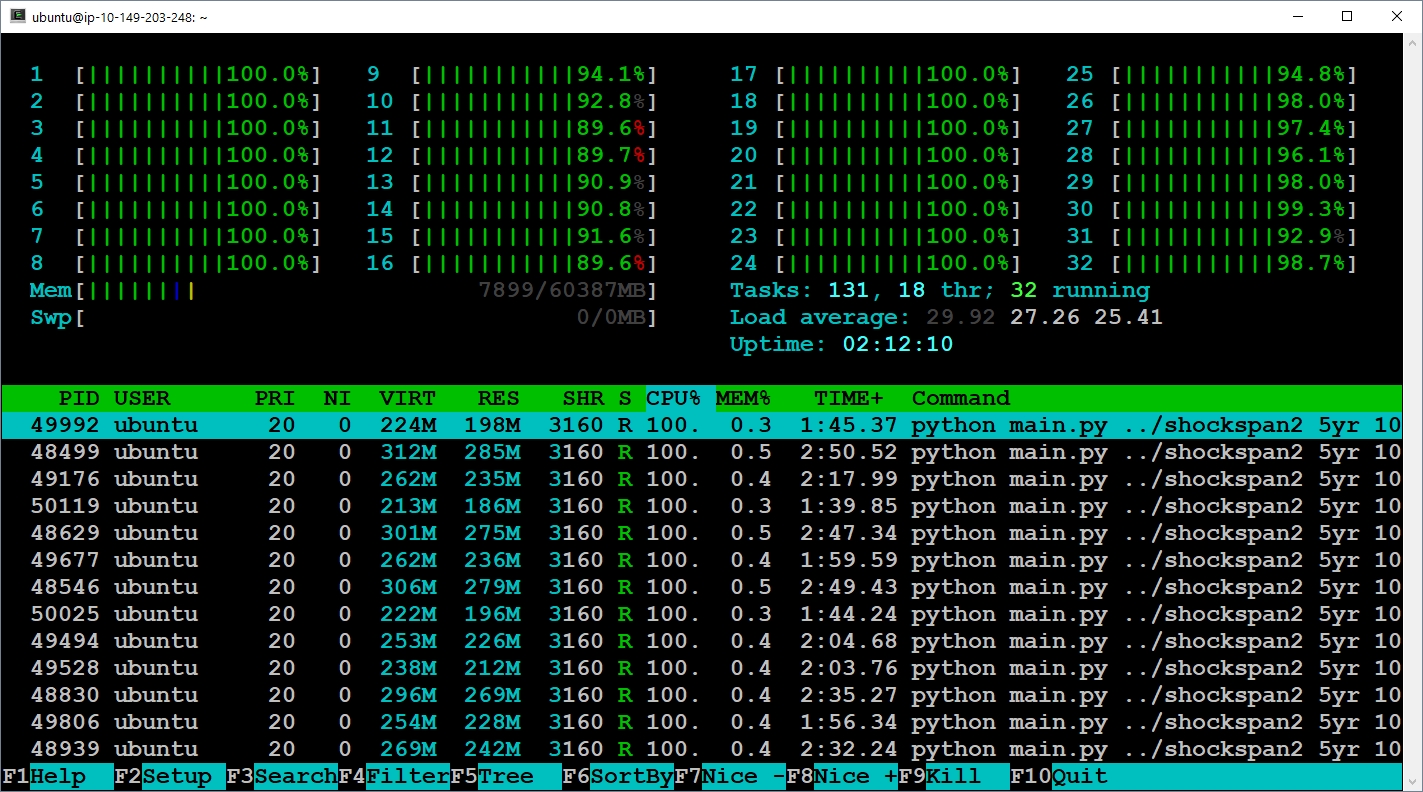 ubuntu@ip-10-149-203-248: ~
1 [||||||||||100.0%] 9 [|||||||||||94.1%] 17 [||||||||||100.0%] 25 [|||||||||||94.8%]
2 [||||||||||100.0%] 10 [|||||||||||92.8%] 18 [||||||||||100.0%] 26 [|||||||||||98.0%]
3 [||||||||||100.0%] 11 [|||||||||||89.6%] 19 [||||||||||100.0%] 27 [|||||||||||97.4%]
4 [||||||||||100.0%] 12 [|||||||||||89.7%] 20 [||||||||||100.0%] 28 [|||||||||||96.1%]
5 [||||||||||100.0%] 13 [|||||||||||90.9%] 21 [||||||||||100.0%] 29 [|||||||||||98.0%]
6 [||||||||||100.0%] 14 [|||||||||||90.8%] 22 [||||||||||100.0%] 30 [|||||||||||99.3%]
7 [||||||||||100.0%] 15 [|||||||||||91.6%] 23 [||||||||||100.0%] 31 [|||||||||||92.9%]
8 [||||||||||100.0%] 16 [|||||||||||89.6%] 24 [||||||||||100.0%] 32 [|||||||||||98.7%]
Mem[|||||||| 7899/60387MB] Tasks: 131, 18 thr; 32 running
Swp[ 0/0MB] Load average: 29.92 27.26 25.41
Uptime: 02:12:10
PID USER PRI NI VIRT RES SHR S CPU% MEM% TIME+ Command
49992 ubuntu 20 0 224M 198M 3160 R 100. 0.3 1:45.37 python main.py ../shockspan2 5yr 10
48499 ubuntu 20 0 312M 285M 3160 R 100. 0.5 2:50.52 python main.py ../shockspan2 5yr 10
49176 ubuntu 20 0 262M 235M 3160 R 100. 0.4 2:17.99 python main.py ../shockspan2 5yr 10
50119 ubuntu 20 0 213M 186M 3160 R 100. 0.3 1:39.85 python main.py ../shockspan2 5yr 10
48629 ubuntu 20 0 301M 275M 3160 R 100. 0.5 2:47.34 python main.py ../shockspan2 5yr 10
49677 ubuntu 20 0 262M 236M 3160 R 100. 0.4 1:59.59 python main.py ../shockspan2 5yr 10
48546 ubuntu 20 0 306M 279M 3160 R 100. 0.5 2:49.43 python main.py ../shockspan2 5yr 10
50025 ubuntu 20 0 222M 196M 3160 R 100. 0.3 1:44.24 python main.py ../shockspan2 5yr 10
49494 ubuntu 20 0 253M 226M 3160 R 100. 0.4 2:04.68 python main.py ../shockspan2 5yr 10
49528 ubuntu 20 0 238M 212M 3160 R 100. 0.4 2:03.76 python main.py ../shockspan2 5yr 10
48830 ubuntu 20 0 296M 269M 3160 R 100. 0.4 2:35.27 python main.py ../shockspan2 5yr 10
49806 ubuntu 20 0 254M 228M 3160 R 100. 0.4 1:56.34 python main.py ../shockspan2 5yr 10
48939 ubuntu 20 0 269M 242M 3160 R 100. 0.4 2:32.24 python main.py ../shockspan2 5yr 10
F1Help F2Setup F3SearchF4FilterF5Tree F6SortByF7Nice -F8Nice +F9Kill F10Quit